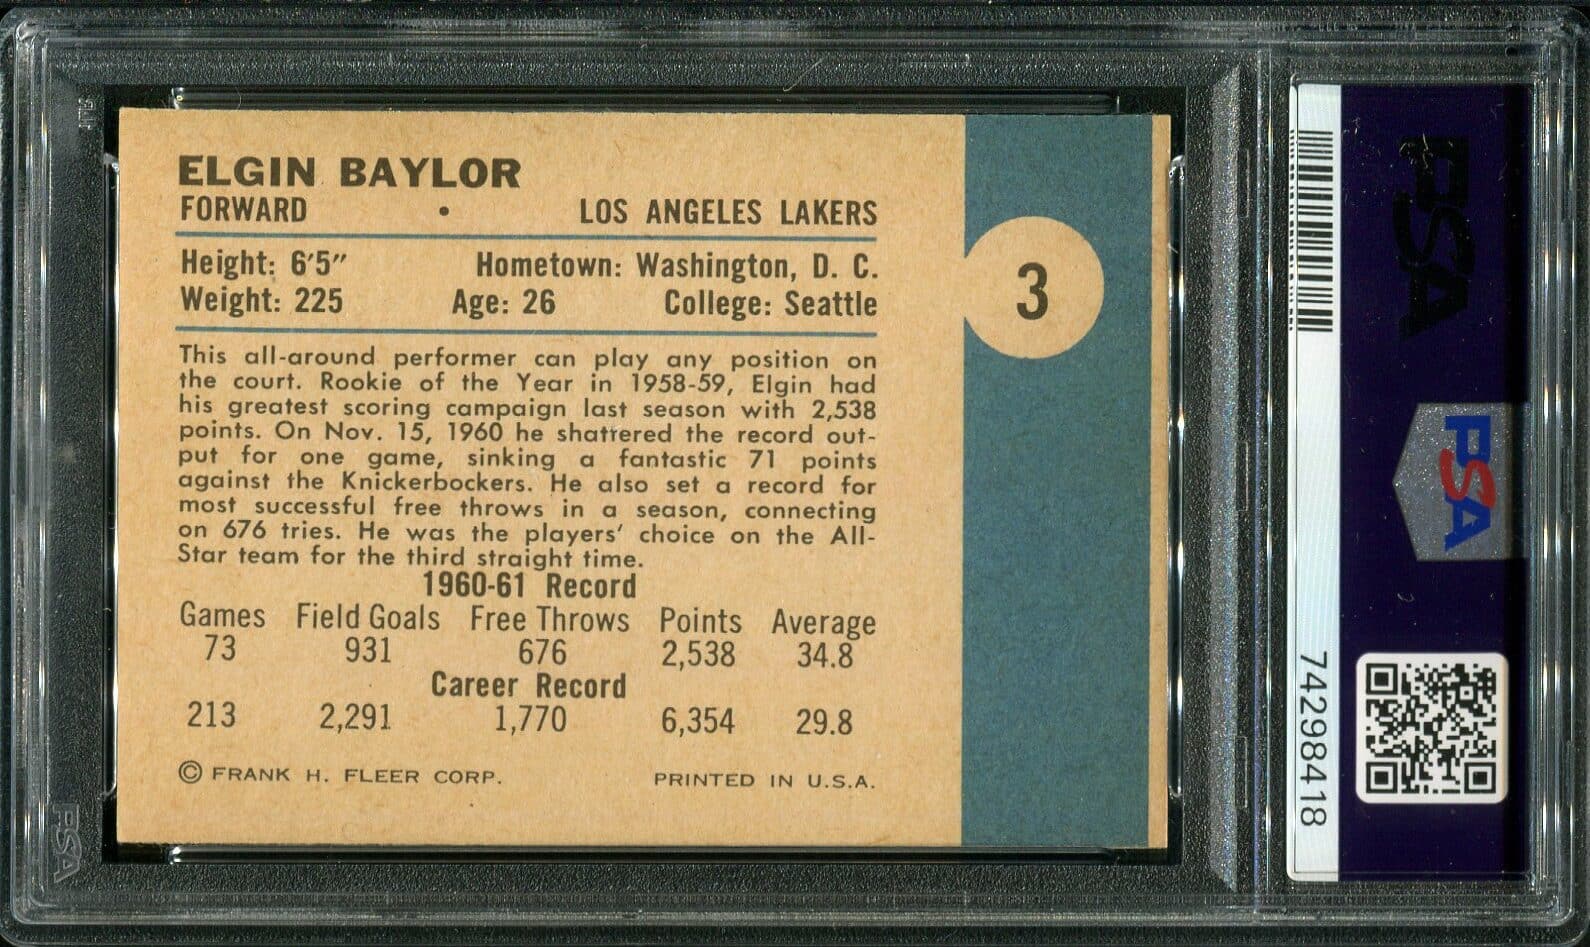 ELGIN BAYLOR
FORWARD • LOS ANGELES LAKERS
Height: 6'5" Hometown: Washington, D. C.
Weight: 225 Age: 26 College: Seattle
3
This all-around performer can play any position on
the court. Rookie of the Year in 1958-59, Elgin had
his greatest scoring campaign last season with 2,538
points. On Nov. 15, 1960 he shattered the record out-
put for one game, sinking a fantastic 71 points
against the Knickerbockers. He also set a record for
most successful free throws in a season, connecting
on 676 tries. He was the players' choice on the All-
Star team for the third straight time.
1960-61 Record
Games Field Goals Free Throws Points Average
73 931 676 2,538 34.8
Career Record
213 2,291 1,770 6,354 29.8
© FRANK H. FLEER CORP. PRINTED IN U.S.A.
PSA
PSA
PSA
74298418